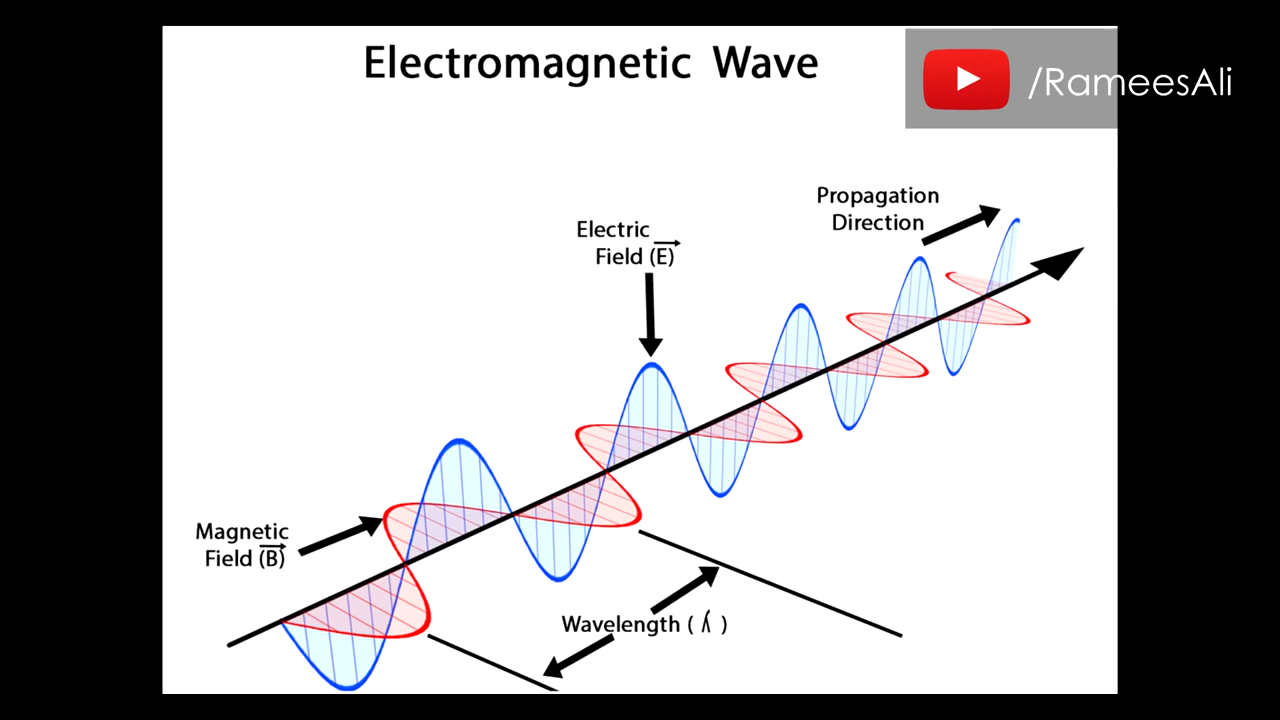 Electromagnetic Wave
/RameesAli
Propagation
Direction
Electric
Field (E)
Magnetic
Field (B)
Wavelength ( λ )